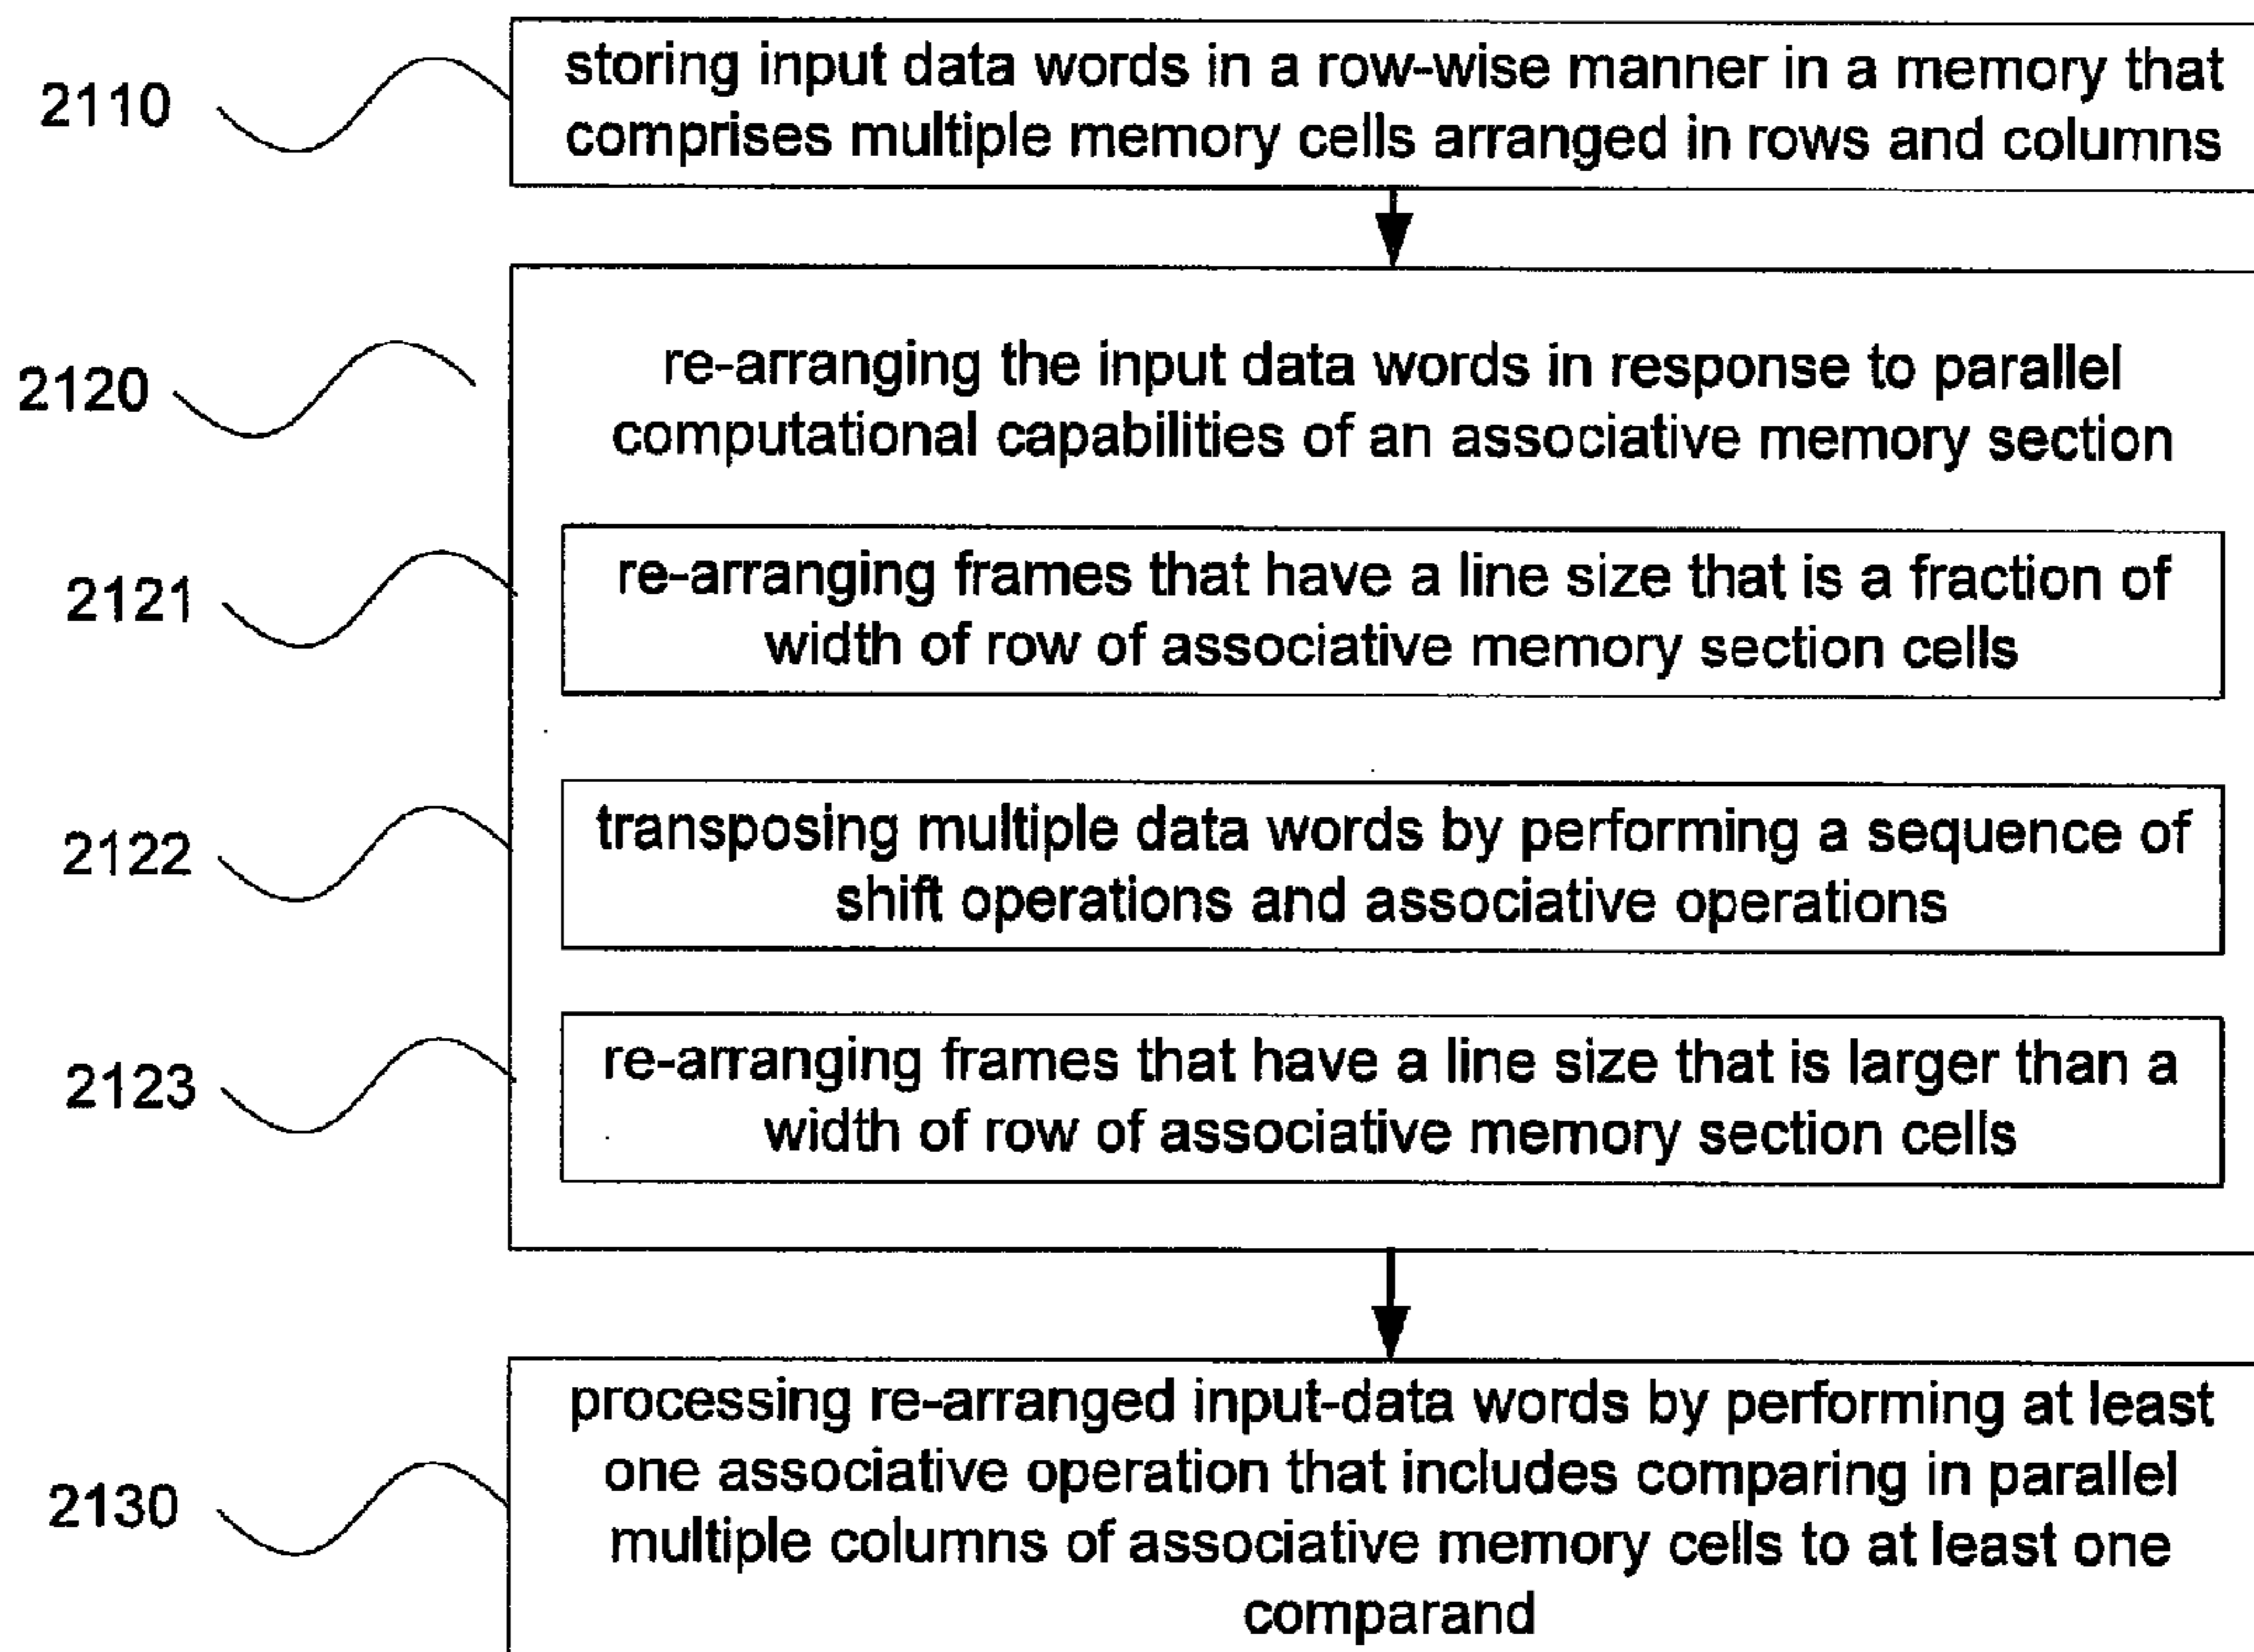 2110
storing input data words in a row-wise manner in a memory that
comprises multiple memory cells arranged in rows and columns
2120
re-arranging the input data words in response to parallel
computational capabilities of an associative memory section
2121
re-arranging frames that have a line size that is a fraction of
width of row of associative memory section cells
2122
transposing multiple data words by performing a sequence of
shift operations and associative operations
2123
re-arranging frames that have a line size that is larger than a
width of row of associative memory section cells
2130
processing re-arranged input-data words by performing at least
one associative operation that includes comparing in parallel
multiple columns of associative memory cells to at least one
comparand